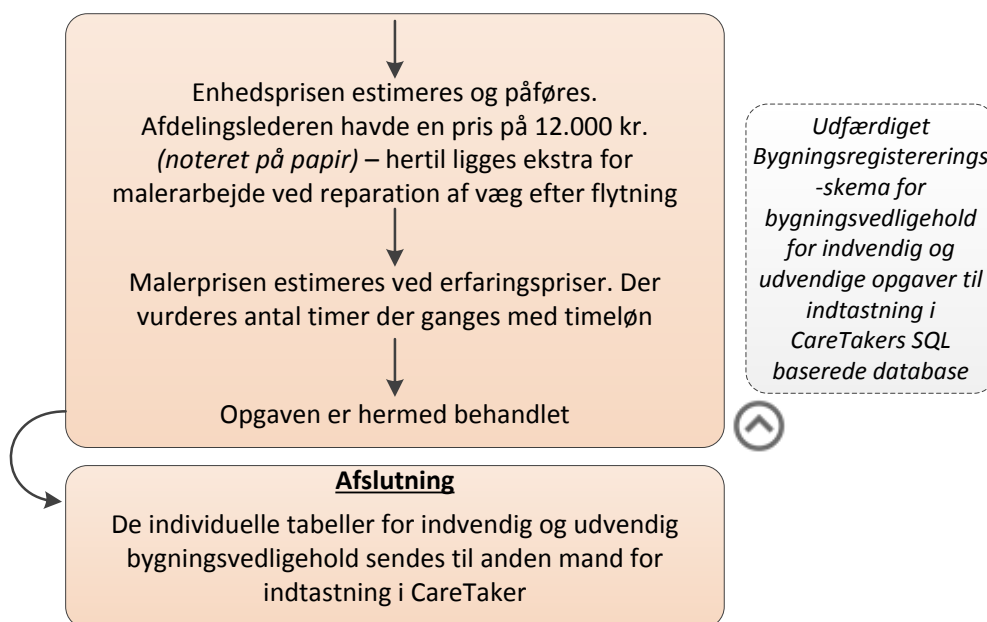 Enhedsprisen estimeres og påføres.
Afdelingslederen havde en pris på 12.000 kr.
(noteret på papir) – hertil ligges ekstra for
malerarbejde ved reparation af væg efter flytning
Malerprisen estimeres ved erfaringspriser. Der
vurderes antal timer der ganges med timeløn
Opgaven er hermed behandlet
Udfærdiget
Bygningsregistererings
-skema for
bygningsvedligehold
for indvendig og
udvendige opgaver til
indtastning i
CareTakers SQL
baserede database
Afslutning
De individuelle tabeller for indvendig og udvendig
bygningsvedligehold sendes til anden mand for
indtastning i CareTaker